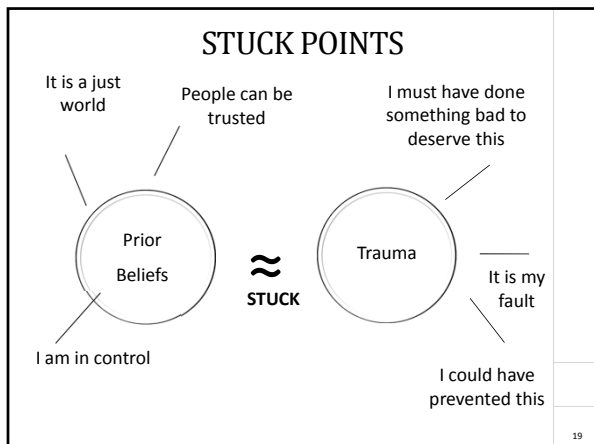 STUCK POINTS
It is a just
world
People can be
trusted
I must have done
something bad to
deserve this
Prior
Beliefs
≈
STUCK
Trauma
It is my
fault
I am in control
I could have
prevented this
19